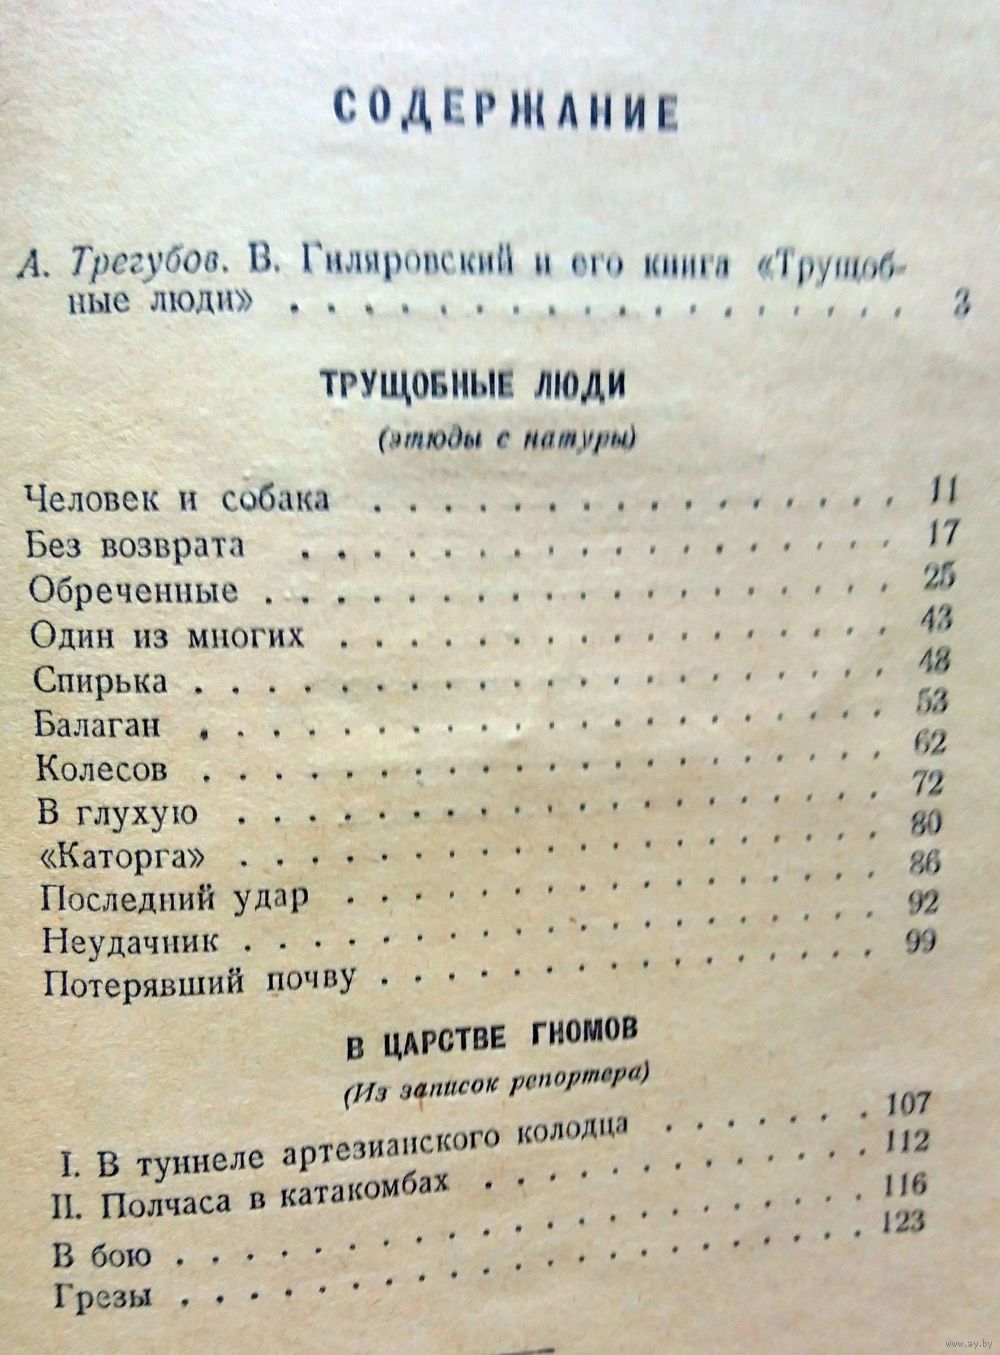 СОДЕРЖАНИЕ
А. Трегубов. В. Гиляровский и его книга «Трущоб-
ные люди» . . . . . . . . . . . . . . . . . 3
ТРУЩОБНЫЕ ЛЮДИ
(этюды с натуры)
Человек и собака . . . . . . . . . . . . . . . 11
Без возврата . . . . . . . . . . . . . . . . . 17
Обреченные . . . . . . . . . . . . . . . . . . 25
Один из многих . . . . . . . . . . . . . . . . 43
Спирька . . . . . . . . . . . . . . . . . . . . 48
Балаган . . . . . . . . . . . . . . . . . . . . 53
Колесов . . . . . . . . . . . . . . . . . . . . 62
В глухую . . . . . . . . . . . . . . . . . . . 72
«Каторга» . . . . . . . . . . . . . . . . . . . 80
Последний удар . . . . . . . . . . . . . . . . 86
Неудачник . . . . . . . . . . . . . . . . . . . 92
Потерявший почву . . . . . . . . . . . . . . . 99
В ЦАРСТВЕ ГНОМОВ
(Из записок репортера)
I. В туннеле артезианского колодца . . . . . . 107
II. Полчаса в катакомбах . . . . . . . . . . . 112
В бою . . . . . . . . . . . . . . . . . . . . 116
Грезы . . . . . . . . . . . . . . . . . . . . 123
www.ay.by